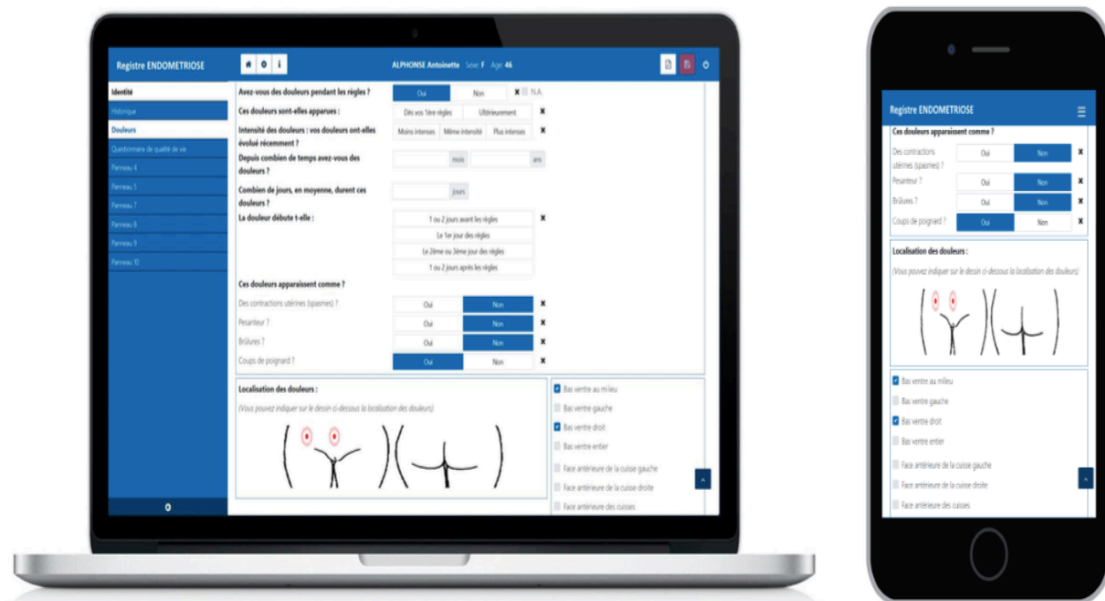 Registre ENDOMETRIOSE
ALPHONSE Antoinette Sexe: F Age: 46
Identité
Historique
Douleurs
Questionnaire de qualité de vie
Panneau 4
Panneau 5
Panneau 7
Panneau 8
Panneau 9
Panneau 10
Avez-vous des douleurs pendant les règles ? Oui Non N.A.
Ces douleurs sont-elles apparues : Dès vos 1ère règles Ultérieurement
Intensité des douleurs : vos douleurs ont-elles
évolué récemment ? Moins intenses Même intensité Plus intenses
Depuis combien de temps avez-vous des
douleurs ? mois ans
Combien de jours, en moyenne, durent ces
douleurs ? jours
La douleur débute t-elle : 1 ou 2 jours avant les règles
Le 1er jour des règles
Le 2ème ou 3ème jour des règles
1 ou 2 jours après les règles
Ces douleurs apparaissent comme ?
Des contractions utérines (spasmes) ? Oui Non
Pesanteur ? Oui Non
Brûlures ? Oui Non
Coups de poignard ? Oui Non
Localisation des douleurs :
(Vous pouvez indiquer sur le dessin ci-dessous la localisation des douleurs)
Bas ventre au milieu
Bas ventre gauche
Bas ventre droit
Bas ventre entier
Face antérieure de la cuisse gauche
Face antérieure de la cuisse droite
Face antérieure des cuisses
Registre ENDOMETRIOSE
Ces douleurs apparaissent comme ?
Des contractions
utérines (spasmes) ? Oui Non
Pesanteur ? Oui Non
Brûlures ? Oui Non
Coups de poignard ? Oui Non
Localisation des douleurs :
(Vous pouvez indiquer sur le dessin ci-dessous la localisation des douleurs)
Bas ventre au milieu
Bas ventre gauche
Bas ventre droit
Bas ventre entier
Face antérieure de la cuisse gauche
Face antérieure de la cuisse droite
Face antérieure des cuisses